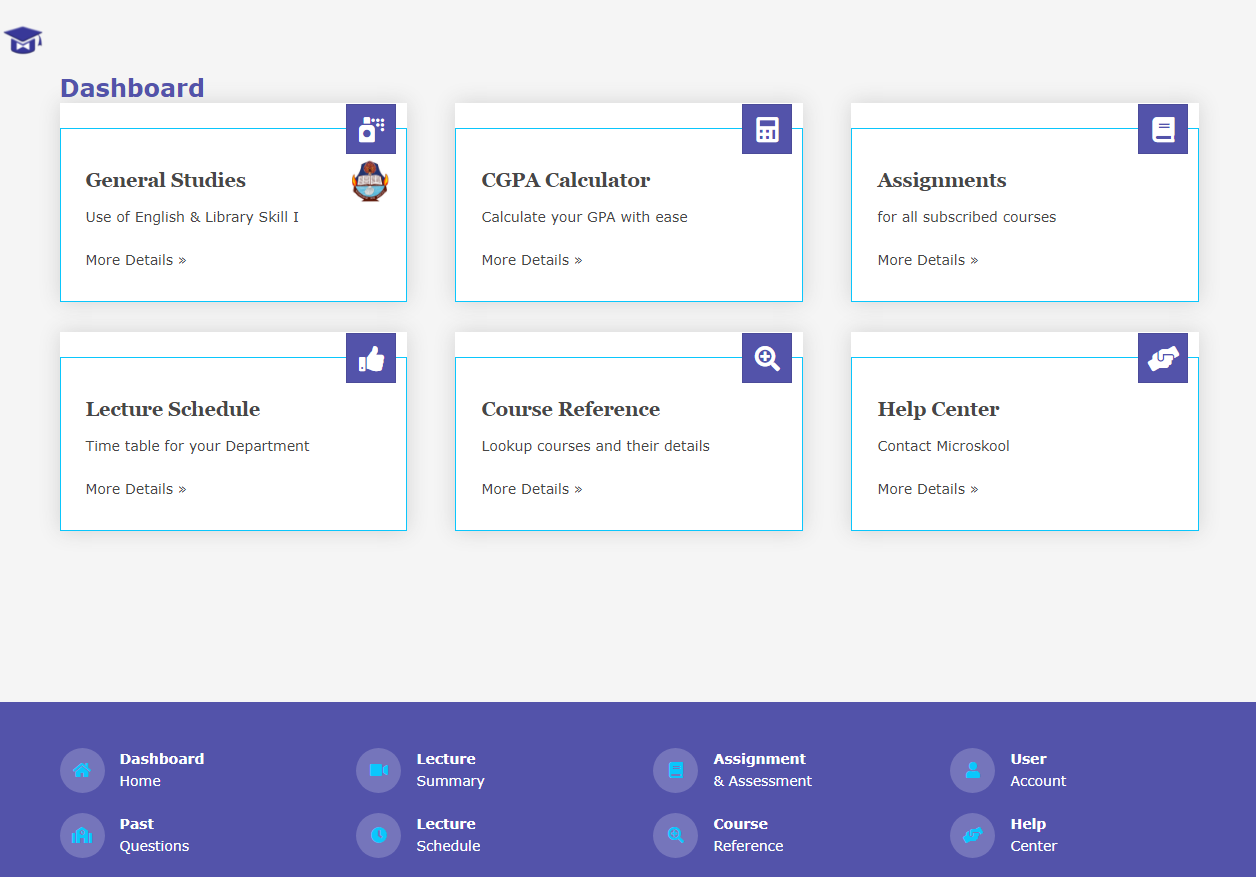 Dashboard
General Studies
Use of English & Library Skill I
More Details »
CGPA Calculator
Calculate your GPA with ease
More Details »
Assignments
for all subscribed courses
More Details »
Lecture Schedule
Time table for your Department
More Details »
Course Reference
Lookup courses and their details
More Details »
Help Center
Contact Microskool
More Details »
Dashboard
Home
Lecture
Summary
Assignment
& Assessment
User
Account
Past
Questions
Lecture
Schedule
Course
Reference
Help
Center